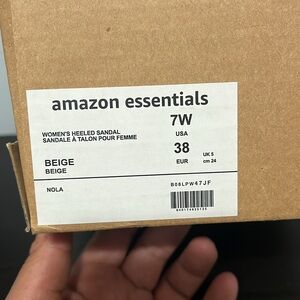 amazon essentials
7W
USA
WOMEN'S HEELED SANDAL
SANDALE À TALON POUR FEMME
38
EUR
UK 5
cm 24
BEIGE
BEIGE
NOLA
B08LPW67JF